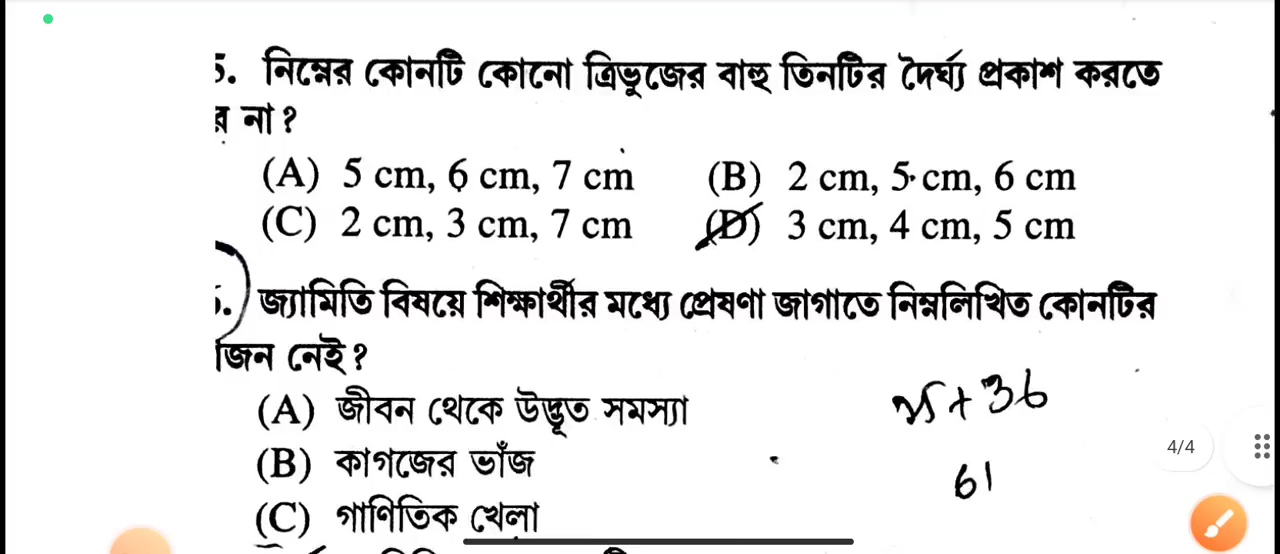 5. নিম্নের কোনটি কোনো ত্রিভুজের বাহু তিনটির দৈর্ঘ্য প্রকাশ করতে
র না?
(A) 5 cm, 6 cm, 7 cm (B) 2 cm, 5 cm, 6 cm
(C) 2 cm, 3 cm, 7 cm (D) 3 cm, 4 cm, 5 cm
জ্যামিতি বিষয়ে শিক্ষার্থীর মধ্যে প্রেষণা জাগাতে নিম্নলিখিত কোনটির
জন নেই?
(A) জীবন থেকে উদ্ভূত সমস্যা
(B) কাগজের ভাঁজ
(C) গাণিতিক খেলা
+ 36
61
4/4